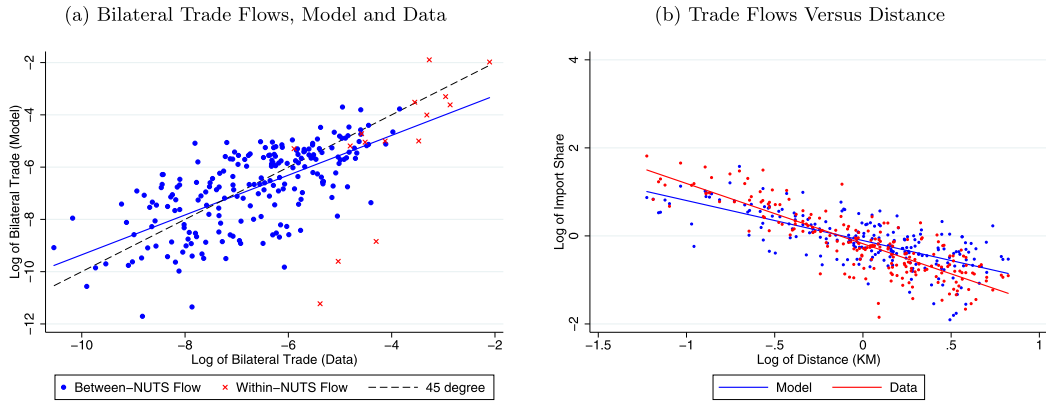 (a) Bilateral Trade Flows, Model and Data
Log of Bilateral Trade (Model)
−2
−4
−6
−8
−10
−12
−10
−8
−6
−4
−2
Log of Bilateral Trade (Data)
Between−NUTS Flow
Within−NUTS Flow
45 degree
(b) Trade Flows Versus Distance
Log of Import Share
4
2
0
−2
−1.5
−1
−.5
0
.5
1
Log of Distance (KM)
Model
Data